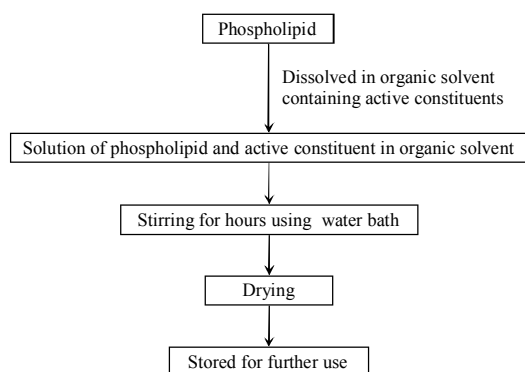 Phospholipid
Dissolved in organic solvent
containing active constituents
Solution of phospholipid and active constituent in organic solvent
Stirring for hours using water bath
Drying
Stored for further use